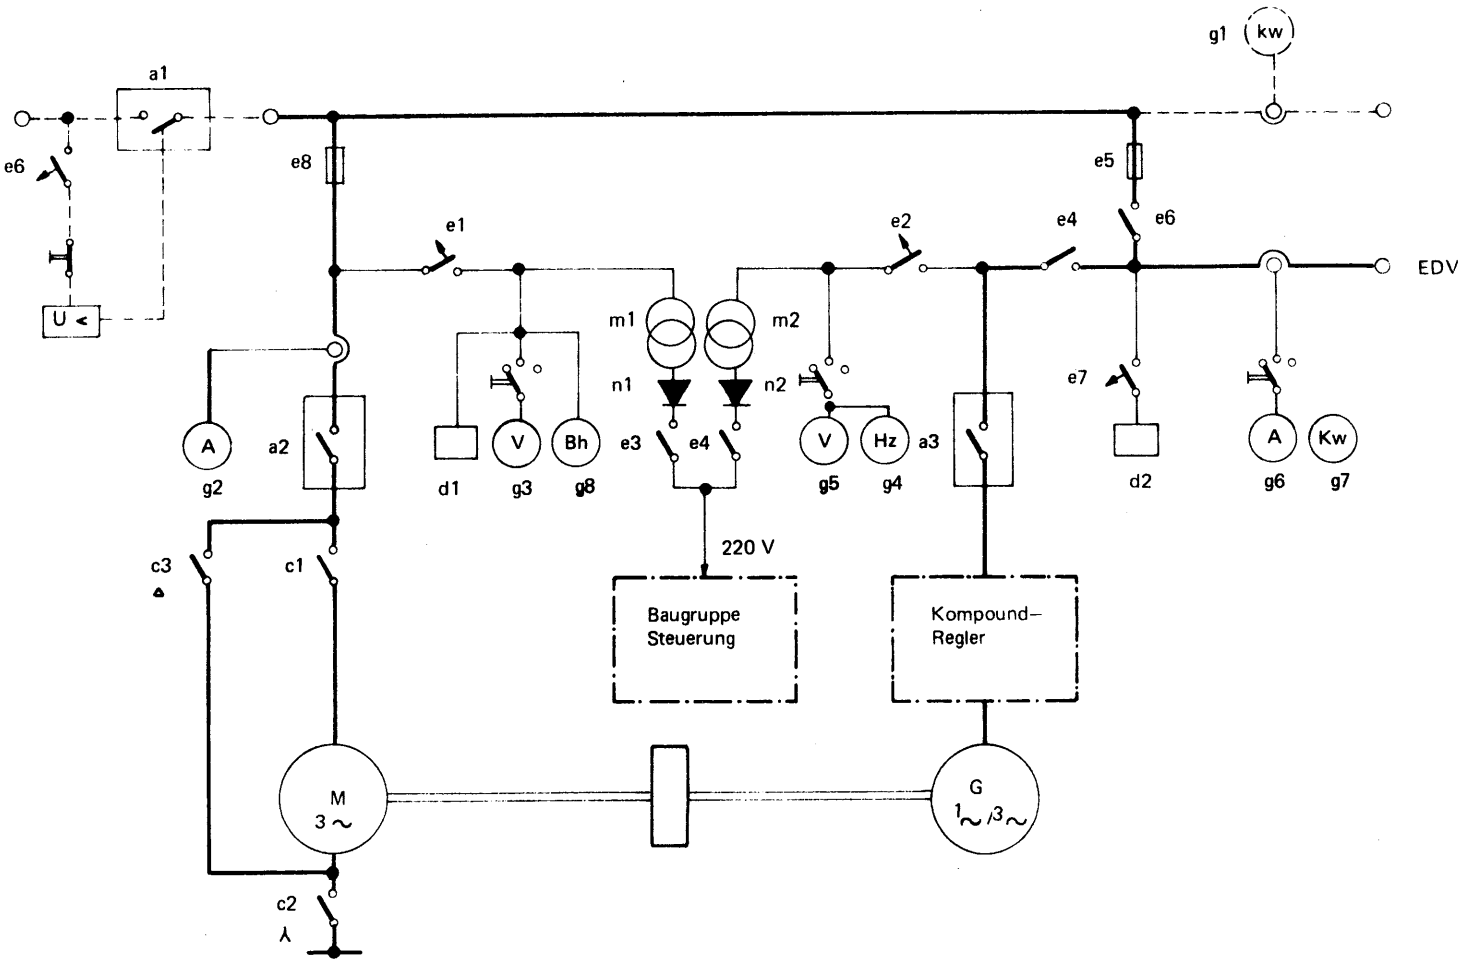 g1
kw
a1
e6
e8
e5
e6
e1
e2
e4
EDV
U <
m1
m2
n1
n2
e7
A
a2
V
Bh
e3
e4
V
Hz
a3
A
Kw
g2
d1
g3
g8
g5
g4
d2
g6
g7
220 V
c3
Δ
c1
Baugruppe
Steuerung
Kompound–
Regler
M
3 ~
G
1~/3~
c2
⅄